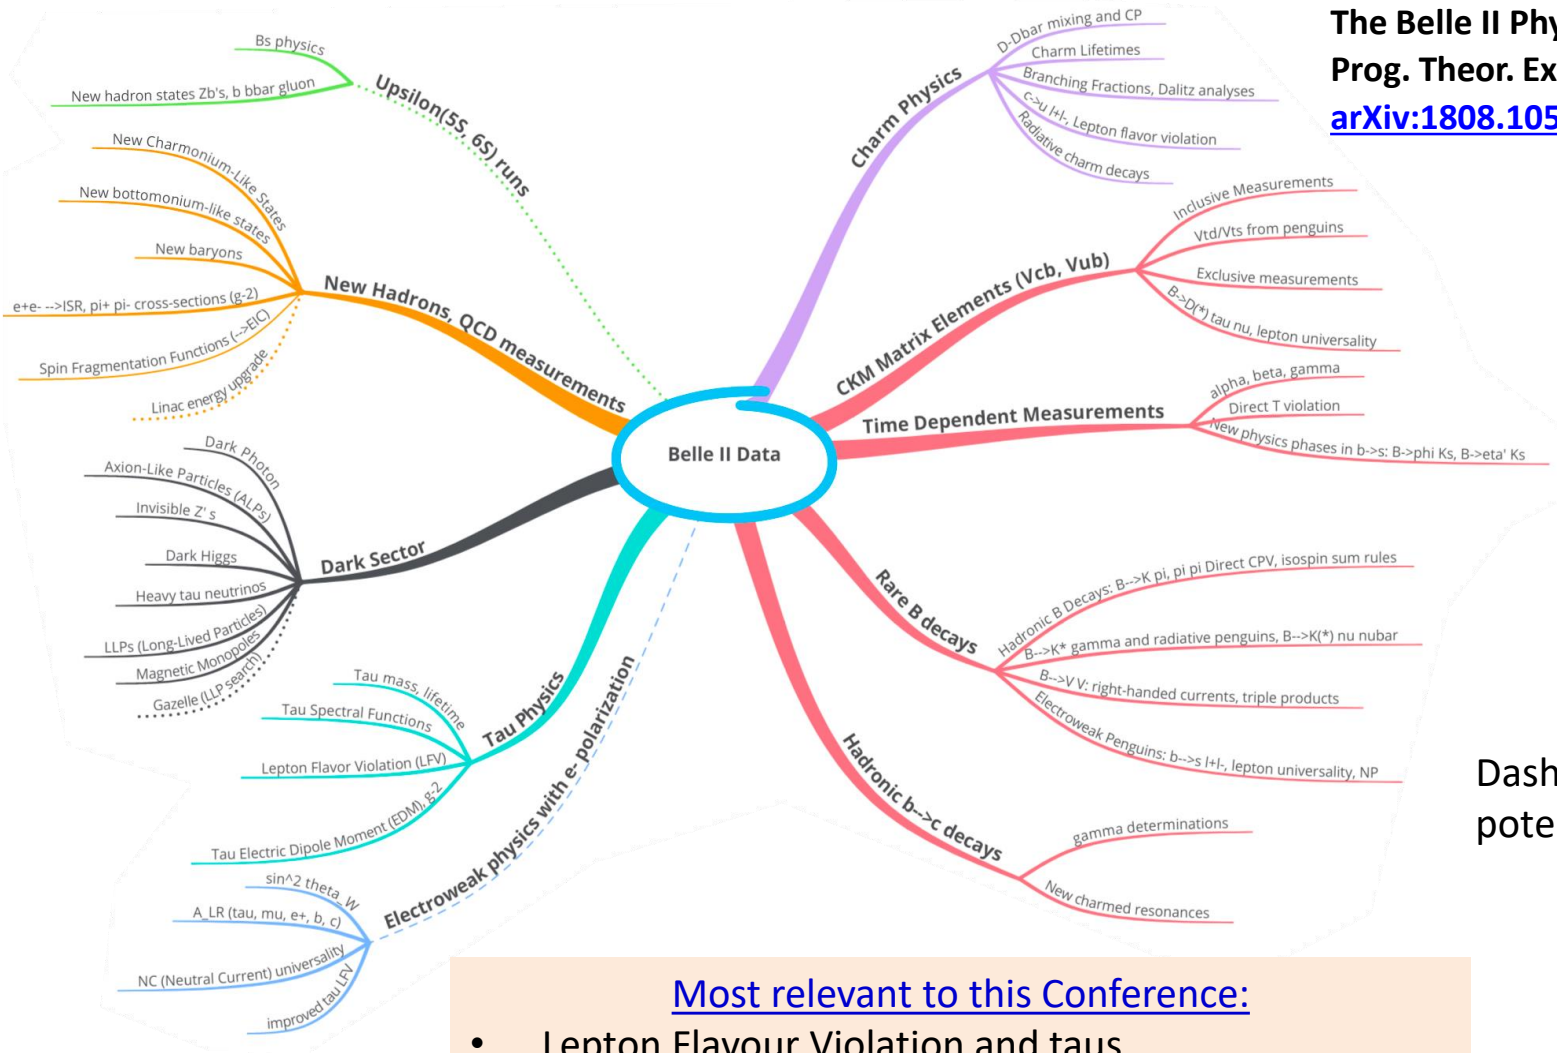 The Belle II Phy
Prog. Theor. Ex
arXiv:1808.105
Belle II Data
Upsilon(5S, 6S) runs
Bs physics
New hadron states Zb's, b bbar gluon
New Hadrons, QCD measurements
New Charmonium-Like States
New bottomonium-like states
New baryons
e+e- -->ISR, pi+ pi- cross-sections (g-2)
Spin Fragmentation Functions (-->EIC)
Linac energy upgrade
Dark Sector
Dark Photon
Axion-Like Particles (ALPs)
Invisible Z' s
Dark Higgs
Heavy tau neutrinos
LLPs (Long-Lived Particles)
Magnetic Monopoles
Gazelle (LLP search)
Tau Physics
Tau mass, lifetime
Tau Spectral Functions
Lepton Flavor Violation (LFV)
Tau Electric Dipole Moment (EDM), g-2
Electroweak physics with e- polarization
sin^2 theta_W
A_LR (tau, mu, e+, b, c)
NC (Neutral Current) universality
improved tau LFV
Charm Physics
D-Dbar mixing and CP
Charm Lifetimes
Branching Fractions, Dalitz analyses
c->u l+l-, Lepton flavor violation
Radiative charm decays
CKM Matrix Elements (Vcb, Vub)
Inclusive Measurements
Vtd/Vts from penguins
Exclusive measurements
B->D(*) tau nu, lepton universality
Time Dependent Measurements
alpha, beta, gamma
Direct T violation
New physics phases in b->s: B->phi Ks, B->eta' Ks
Rare B decays
Hadronic B Decays: B-->K pi, pi pi Direct CPV, isospin sum rules
B-->K* gamma and radiative penguins, B-->K(*) nu nubar
B-->V V: right-handed currents, triple products
Electroweak Penguins: b-->s l+l-, lepton universality, NP
Hadronic b-->c decays
gamma determinations
New charmed resonances
Dash
pote
Most relevant to this Conference:
• Lepton Flavour Violation and taus